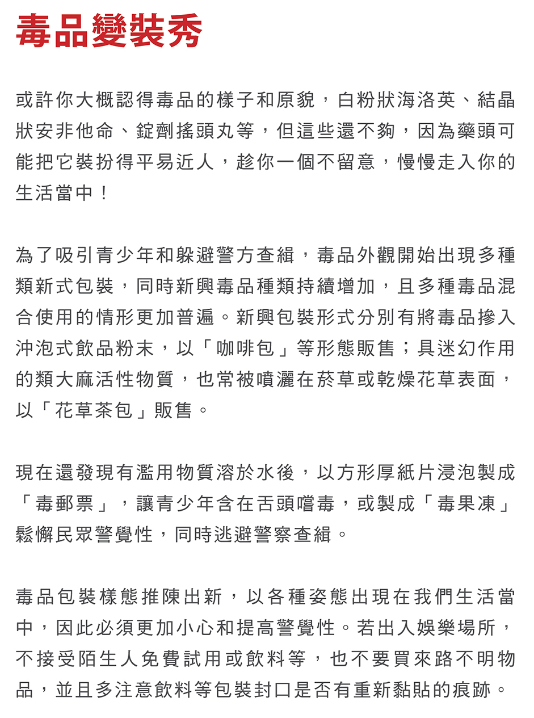 毒品變裝秀
或許你大概認得毒品的樣子和原貌，白粉狀海洛英、結晶
狀安非他命、錠劑搖頭丸等，但這些還不夠，因為藥頭可
能把它裝扮得平易近人，趁你一個不留意，慢慢走入你的
生活當中！
為了吸引青少年和躲避警方查緝，毒品外觀開始出現多種
類新式包裝，同時新興毒品種類持續增加，且多種毒品混
合使用的情形更加普遍。新興包裝形式分別有將毒品摻入
沖泡式飲品粉末，以「咖啡包」等形態販售；具迷幻作用
的類大麻活性物質，也常被噴灑在菸草或乾燥花草表面，
以「花草茶包」販售。
現在還發現有濫用物質溶於水後，以方形厚紙片浸泡製成
「毒郵票」，讓青少年含在舌頭嚐毒，或製成「毒果凍」
鬆懈民眾警覺性，同時逃避警察查緝。
毒品包裝樣態推陳出新，以各種姿態出現在我們生活當
中，因此必須更加小心和提高警覺性。若出入娛樂場所，
不接受陌生人免費試用或飲料等，也不要買來路不明物
品，並且多注意飲料等包裝封口是否有重新黏貼的痕跡。